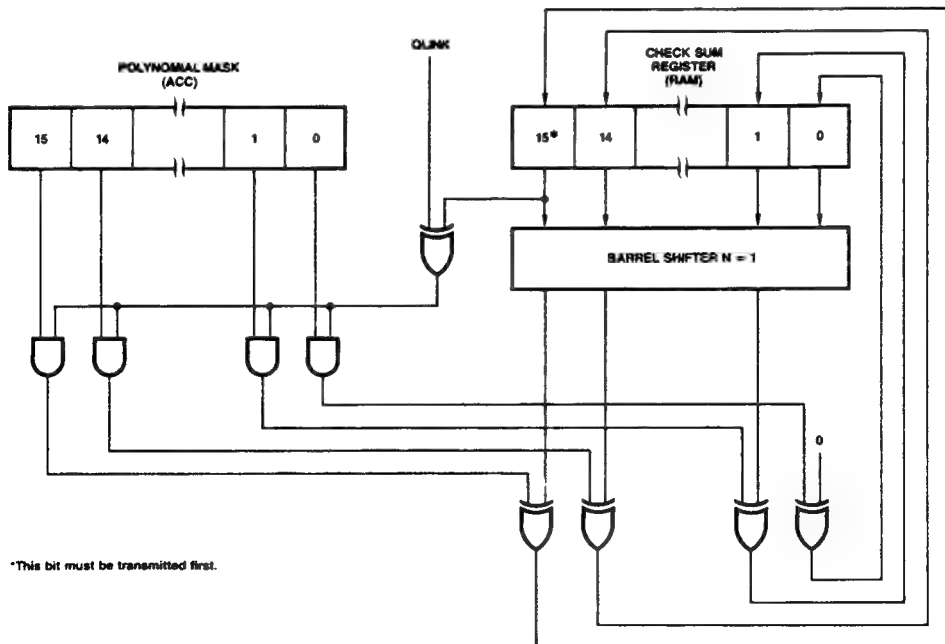 QLINK
POLYNOMIAL MASK
(ACC)
CHECK SUM
REGISTER
(RAM)
15 14 1 0
15* 14 1 0
BARREL SHIFTER N = 1
0
*This bit must be transmitted first.